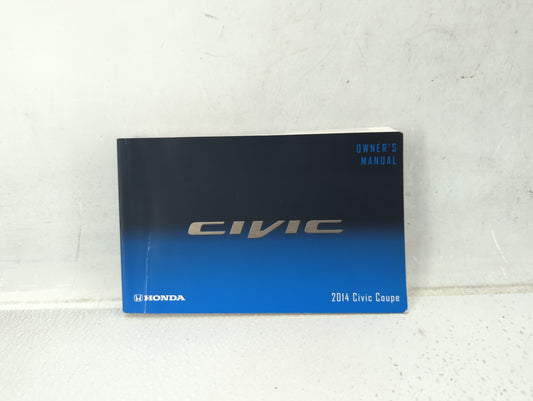 OWNER'S
MANUAL
CIVIC
HONDA
2014 Civic Coupe